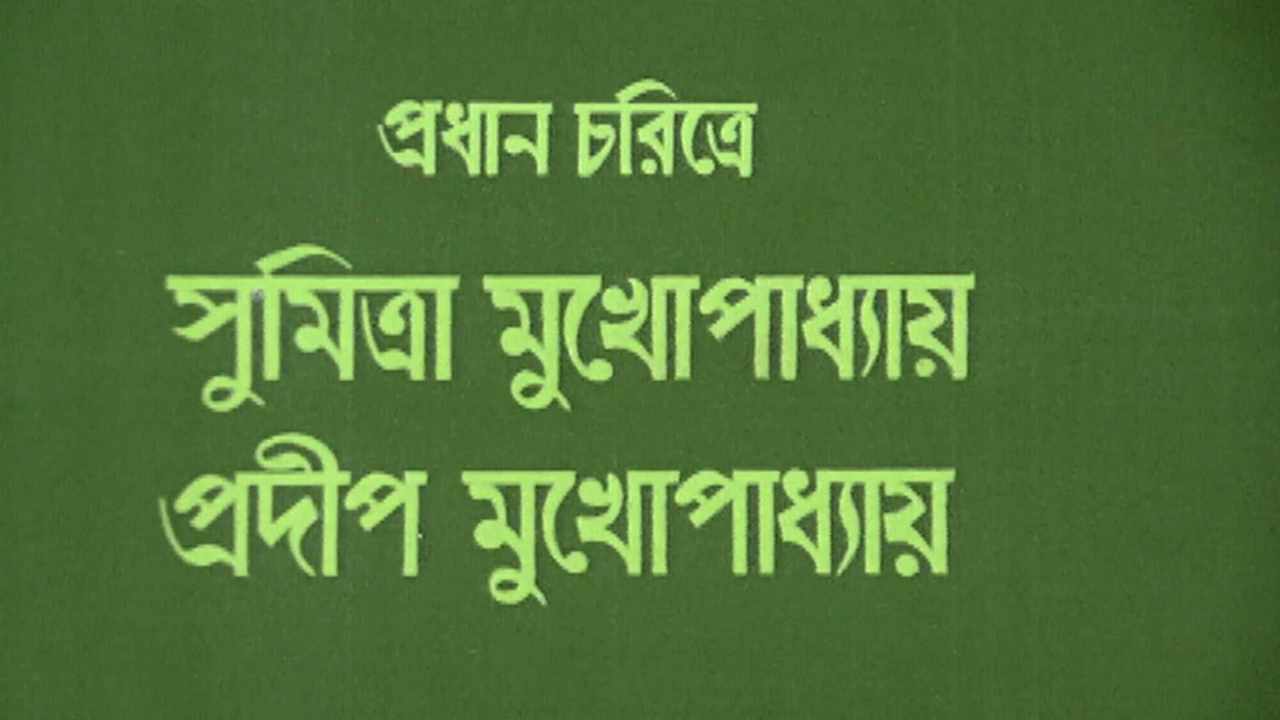 প্রধান চরিত্রে
সুমিত্রা মুখোপাধ্যায়
প্রদীপ মুখোপাধ্যায়